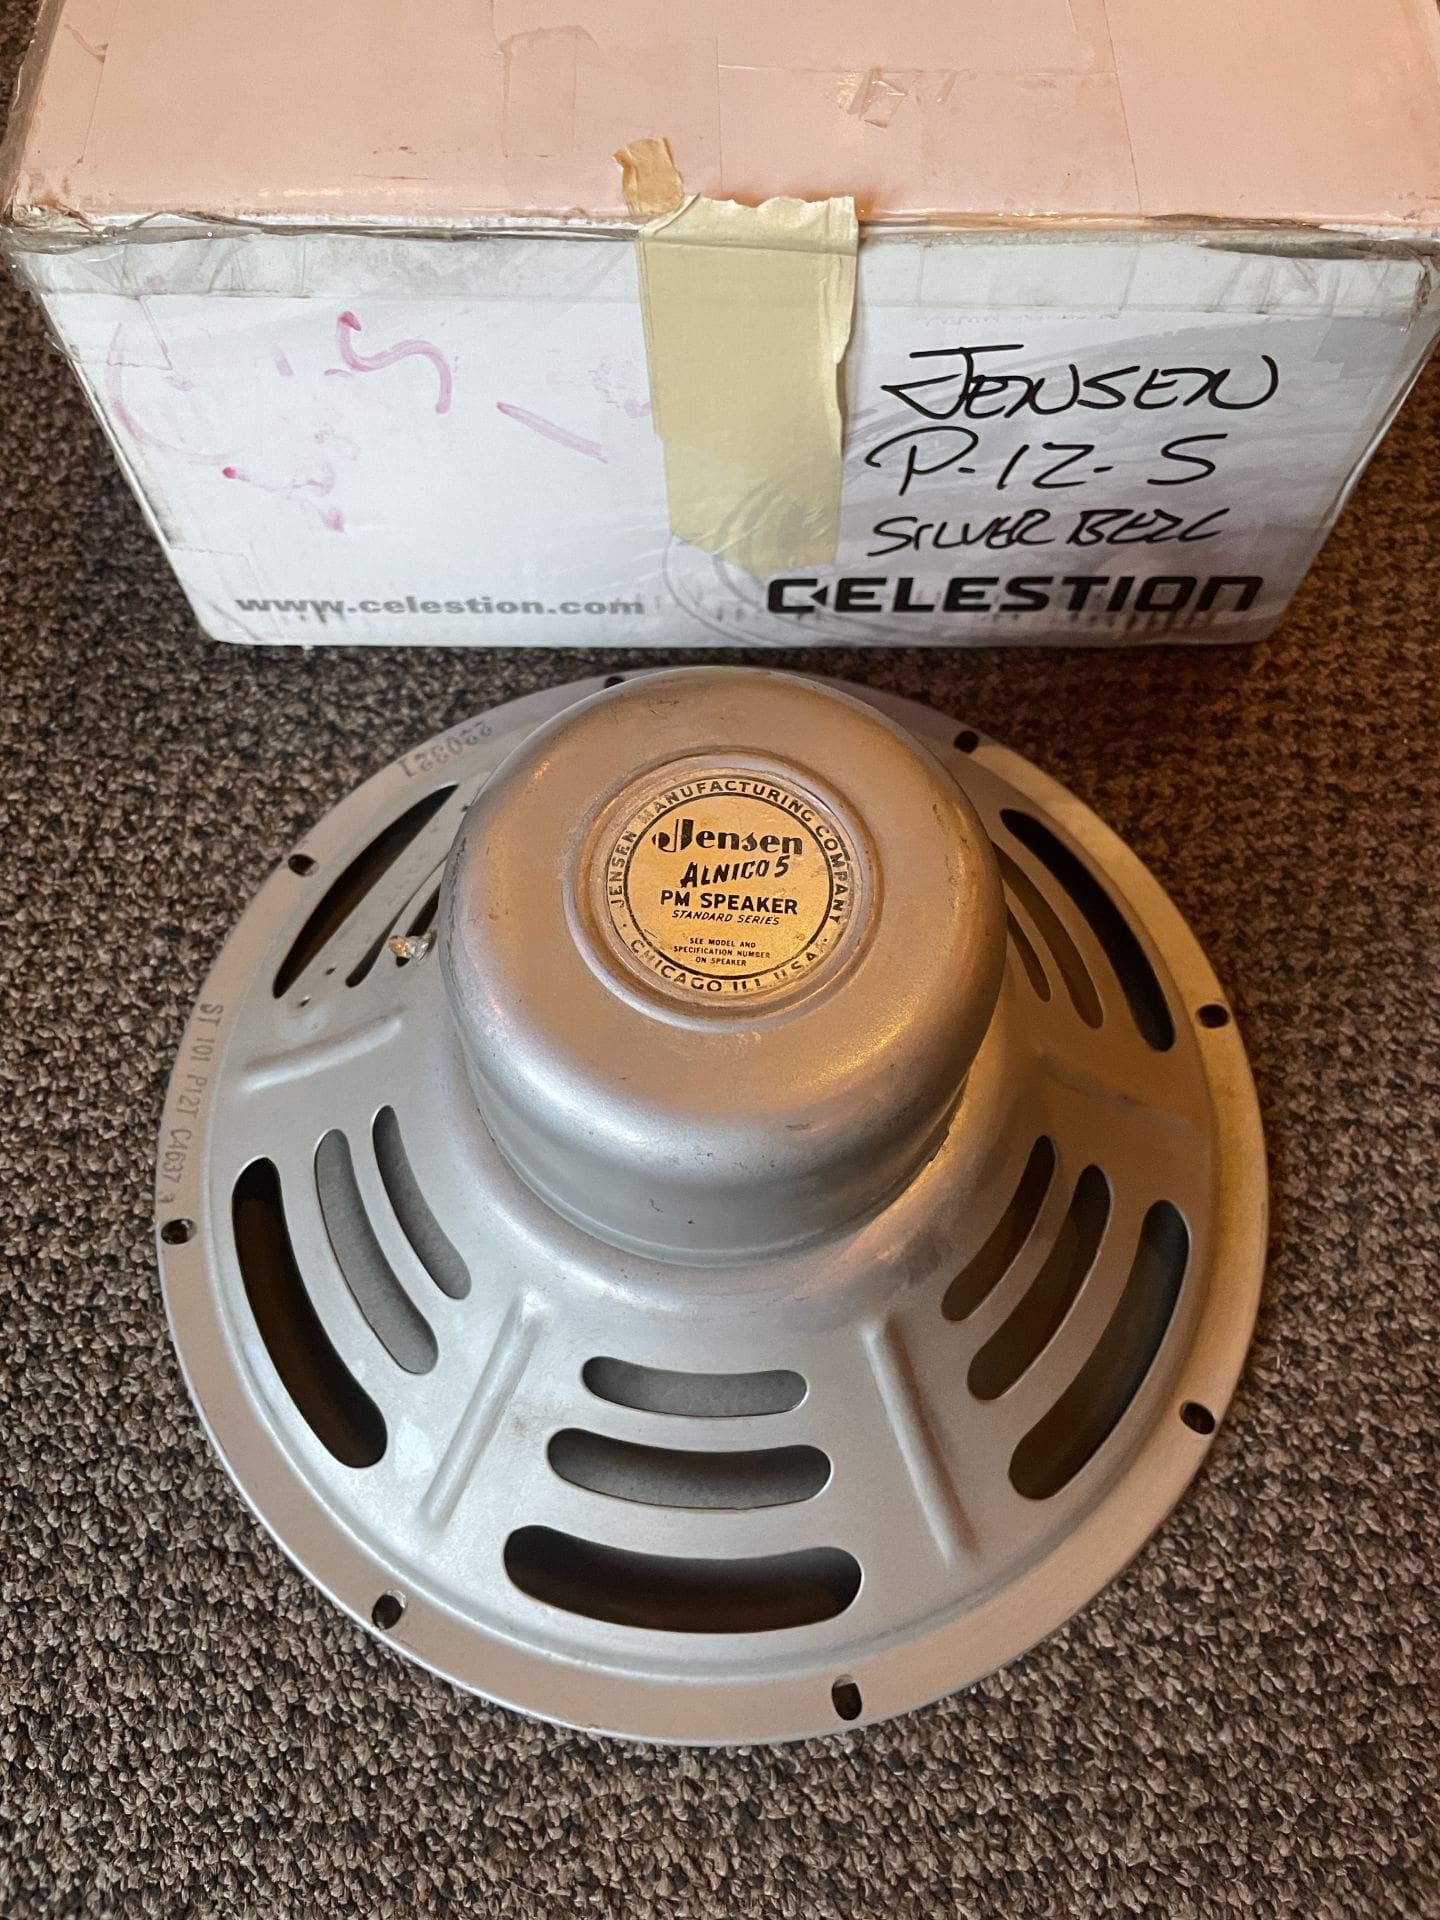 JENSEN
P-12-S
SILVER BELL
www.celestion.com
CELESTION
220321
JENSEN MANUFACTURING COMPANY
Jensen
ALNICO 5
PM SPEAKER
STANDARD SERIES
SEE MODEL AND
SPECIFICATION NUMBER
ON SPEAKER
CHICAGO ILL. U.S.A.
ST 101 P12T C4637